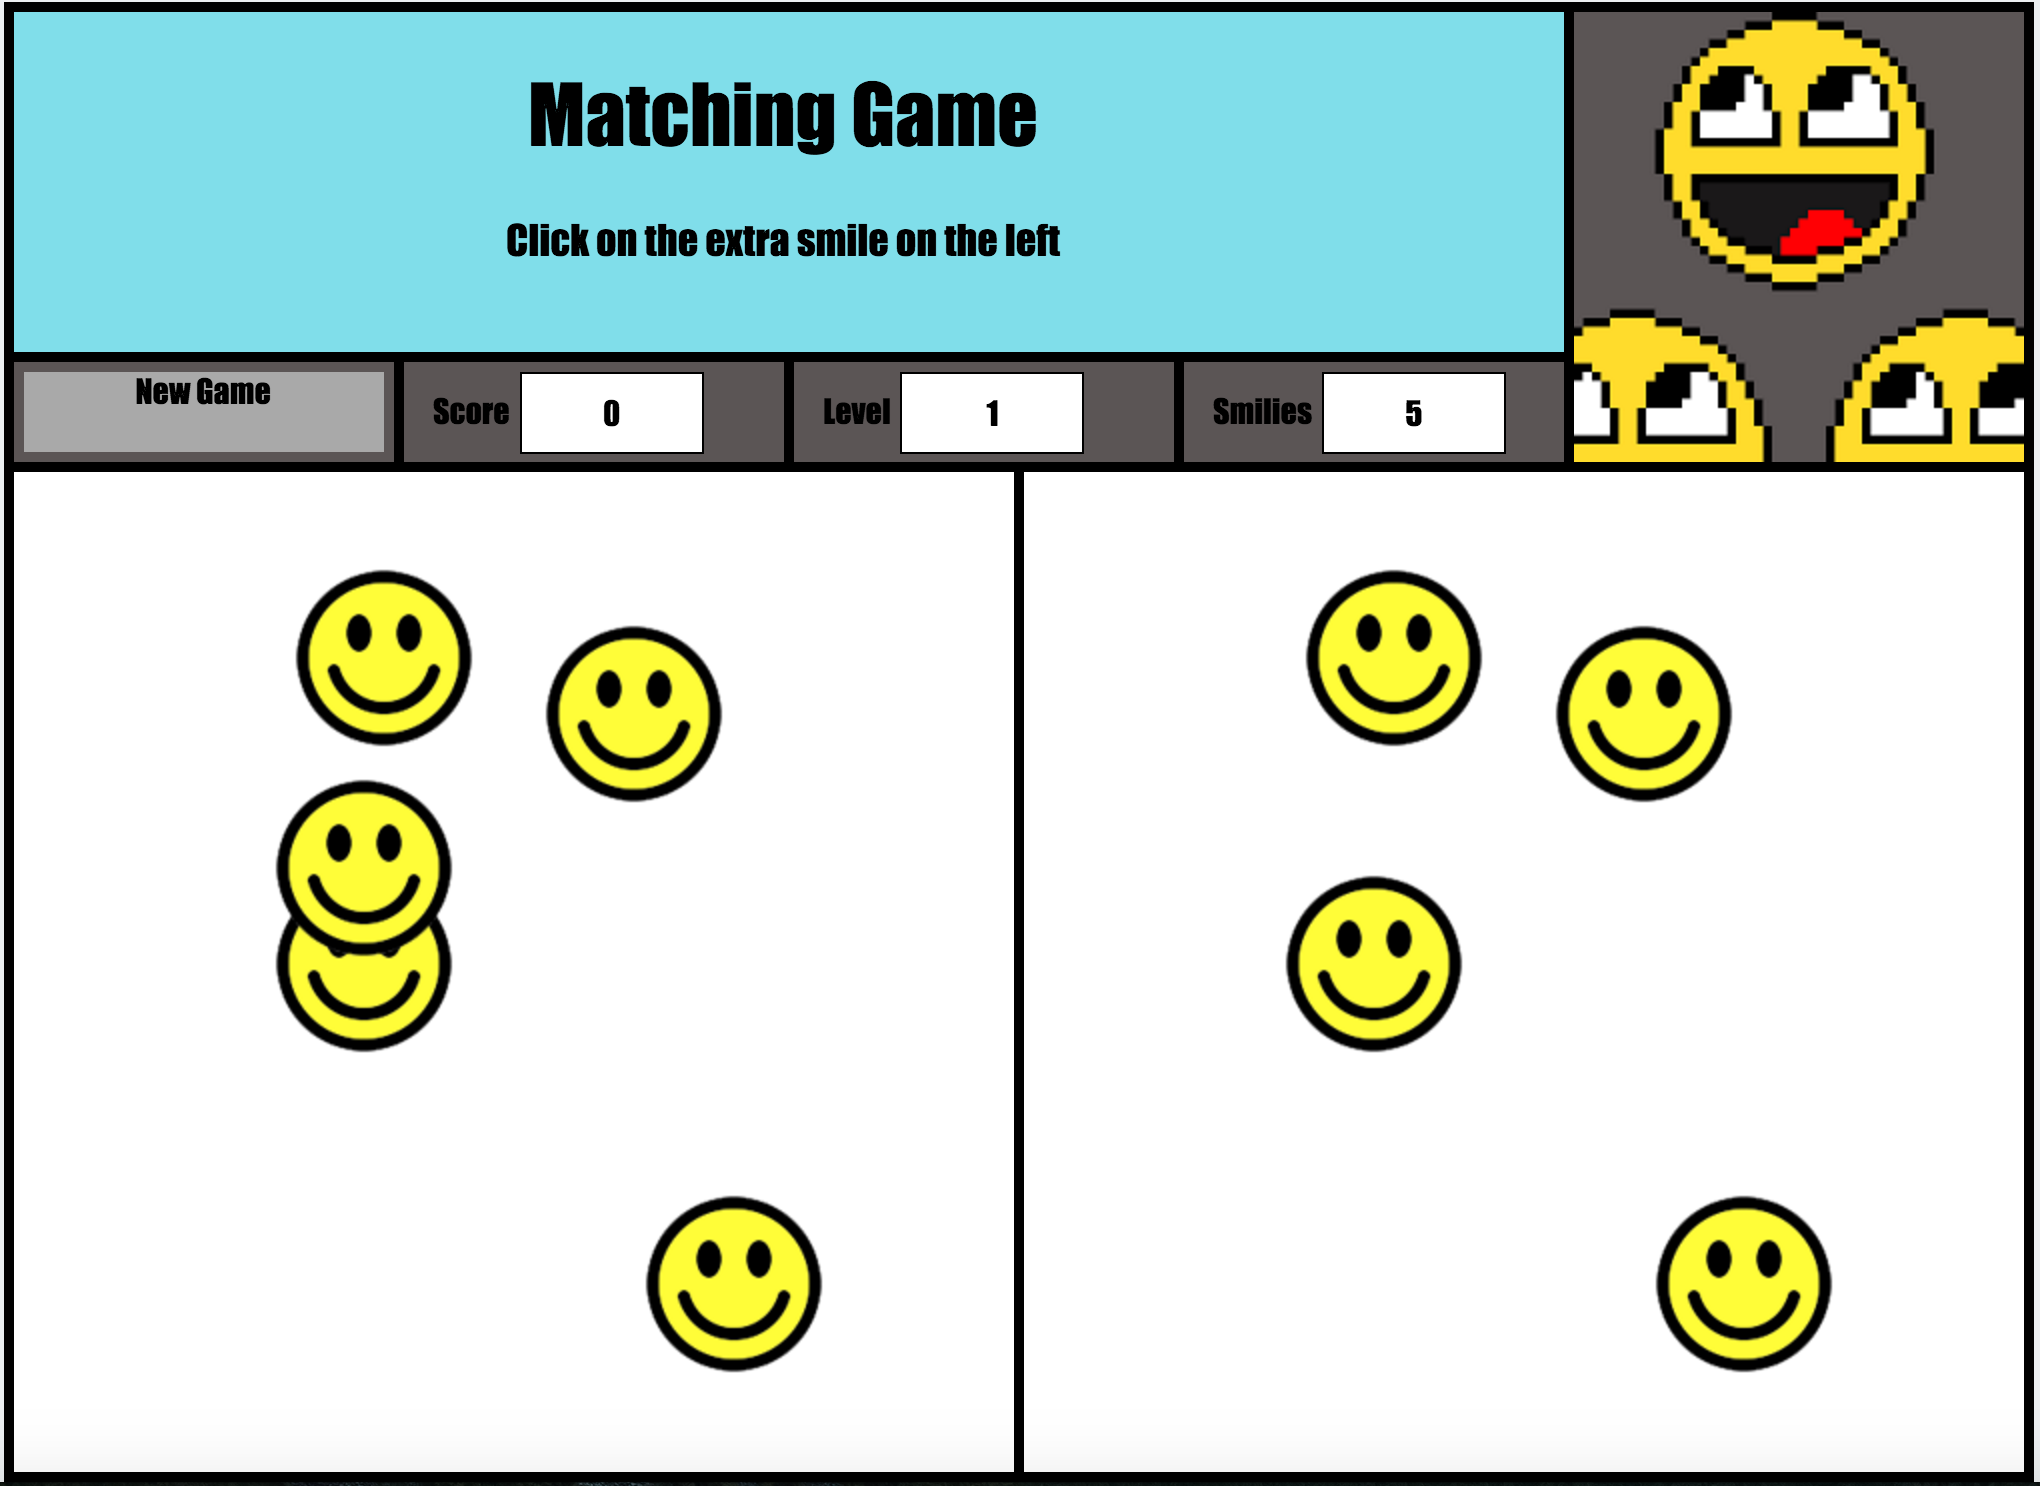 Matching Game
Click on the extra smile on the left
New Game
Score 0
Level 1
Smilies 5